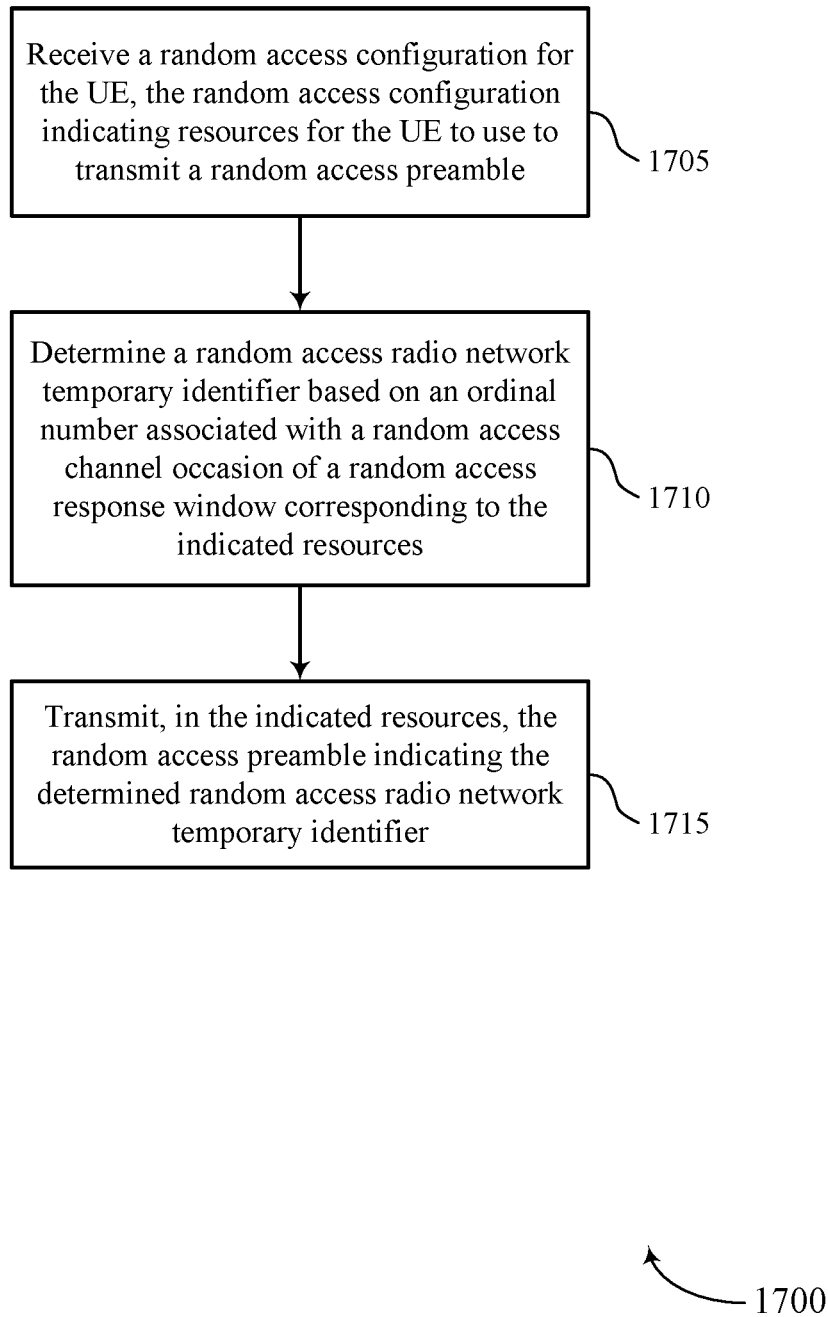 Receive a random access configuration for
the UE, the random access configuration
indicating resources for the UE to use to
transmit a random access preamble
1705
Determine a random access radio network
temporary identifier based on an ordinal
number associated with a random access
channel occasion of a random access
response window corresponding to the
indicated resources
1710
Transmit, in the indicated resources, the
random access preamble indicating the
determined random access radio network
temporary identifier
1715
1700